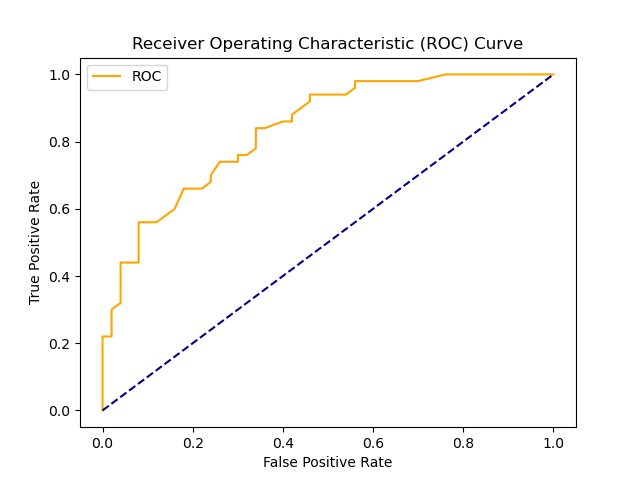 Receiver Operating Characteristic (ROC) Curve
ROC
1.0
0.8
0.6
0.4
0.2
0.0
True Positive Rate
0.0 0.2 0.4 0.6 0.8 1.0
False Positive Rate